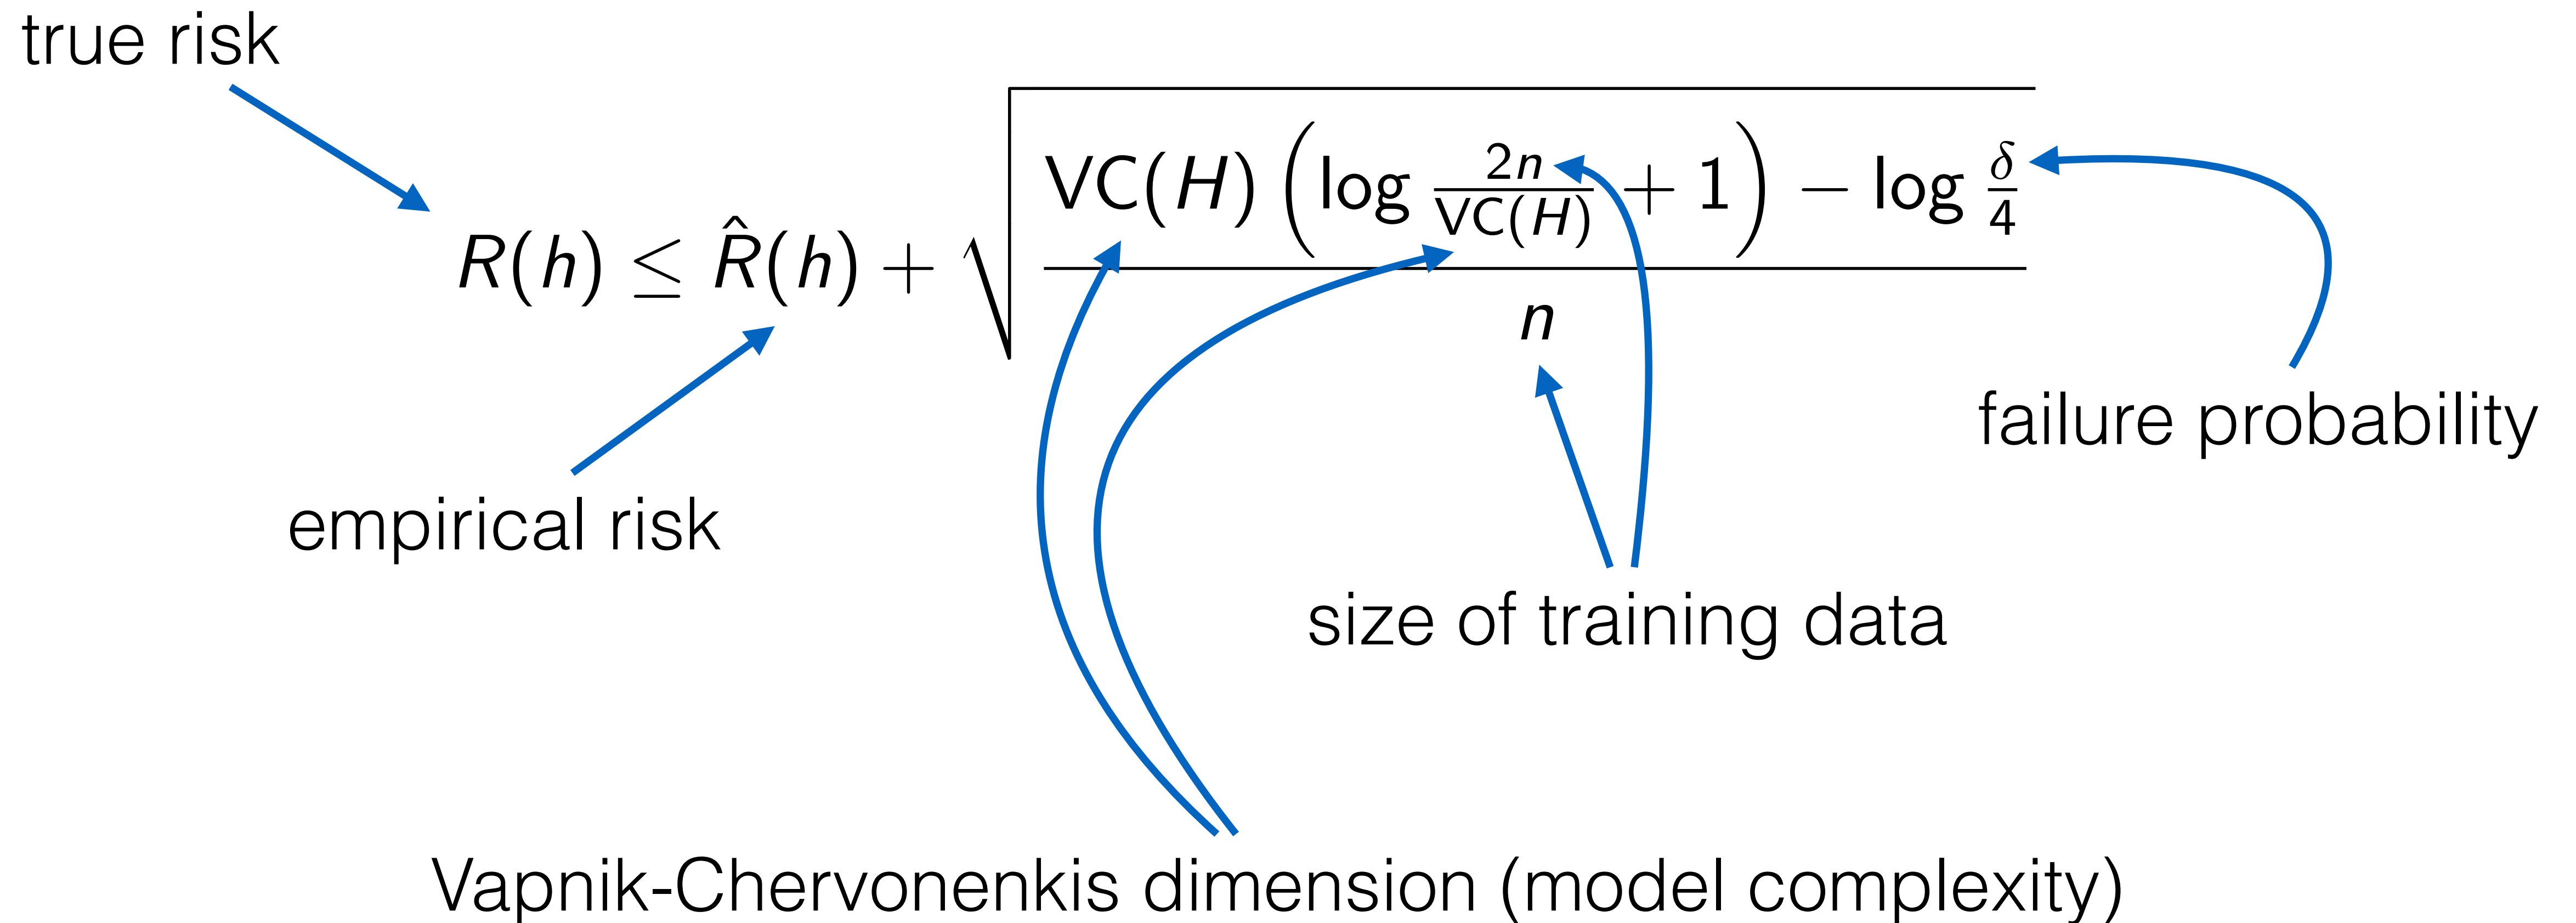 true risk
R(h) ≤ R̂(h) + √((VC(H) (log 2n/VC(H) + 1) − log δ/4)/n)
failure probability
empirical risk
size of training data
Vapnik-Chervonenkis dimension (model complexity)